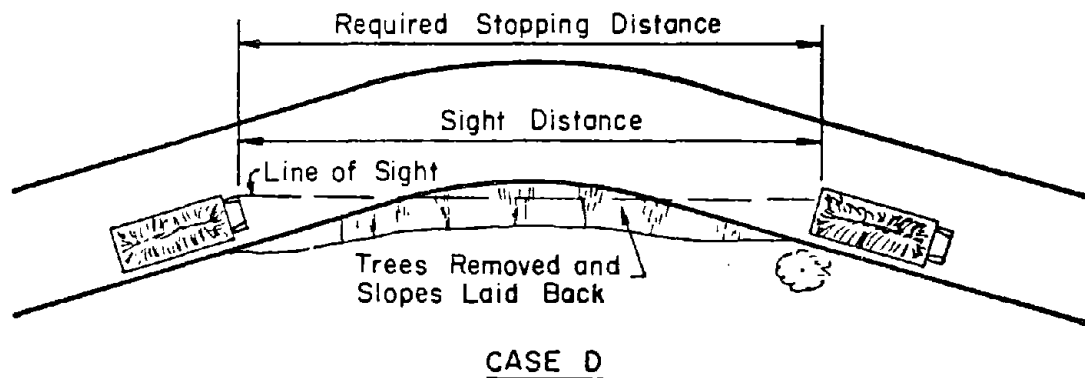 Required Stopping Distance
Sight Distance
Line of Sight
Trees Removed and
Slopes Laid Back
CASE D